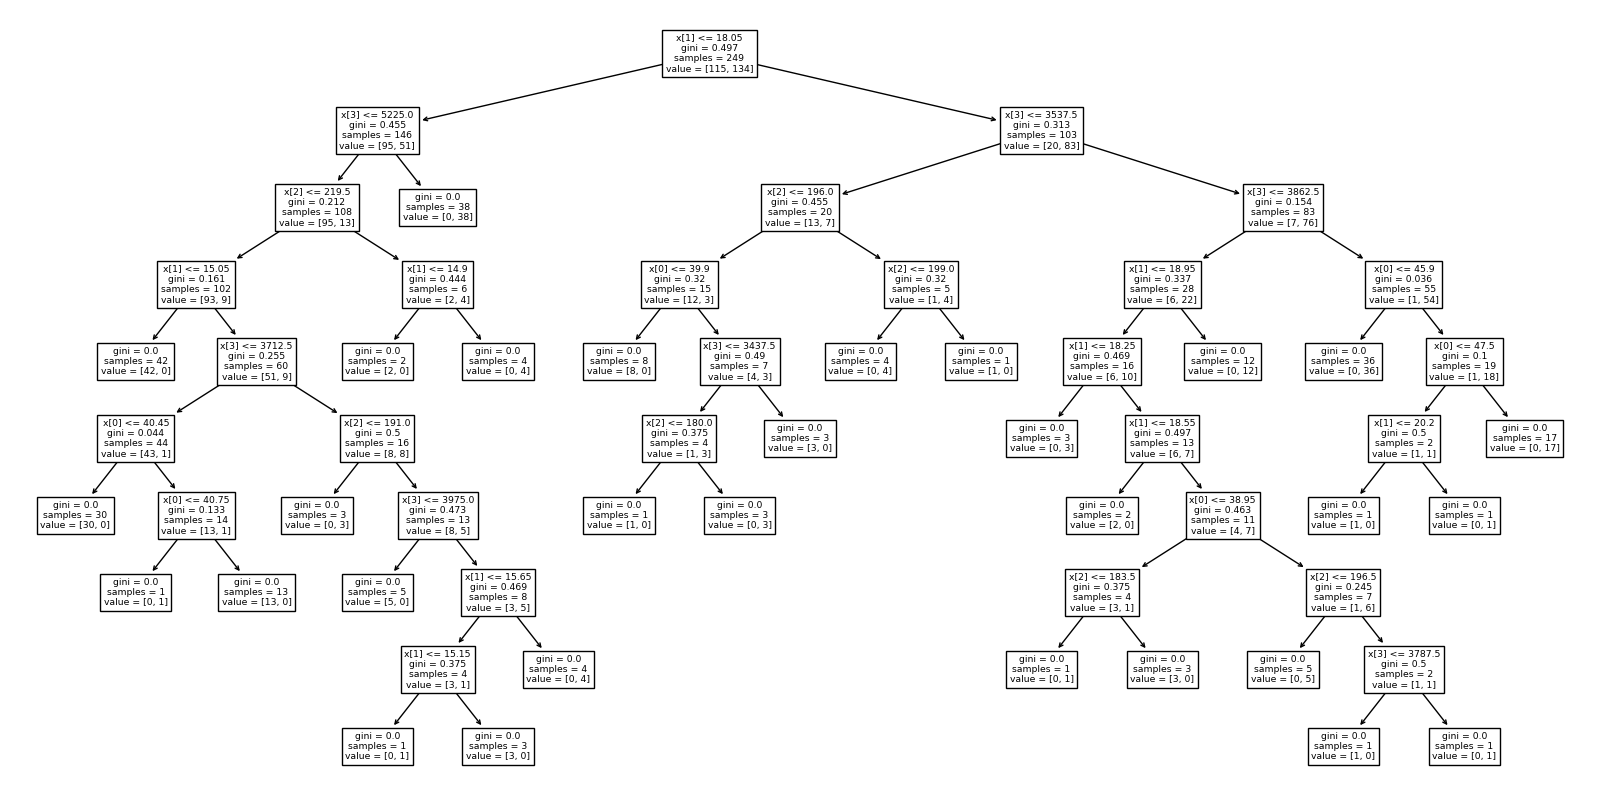 x[1] <= 18.05
gini = 0.497
samples = 249
value = [115, 134]
x[3] <= 5225.0
gini = 0.455
samples = 146
value = [95, 51]
x[3] <= 3537.5
gini = 0.313
samples = 103
value = [20, 83]
x[2] <= 219.5
gini = 0.212
samples = 108
value = [95, 13]
gini = 0.0
samples = 38
value = [0, 38]
x[2] <= 196.0
gini = 0.455
samples = 20
value = [13, 7]
x[3] <= 3862.5
gini = 0.154
samples = 83
value = [7, 76]
x[1] <= 15.05
gini = 0.161
samples = 102
value = [93, 9]
x[1] <= 14.9
gini = 0.444
samples = 6
value = [2, 4]
x[0] <= 39.9
gini = 0.32
samples = 15
value = [12, 3]
x[2] <= 199.0
gini = 0.32
samples = 5
value = [1, 4]
x[1] <= 18.95
gini = 0.337
samples = 28
value = [6, 22]
x[0] <= 45.9
gini = 0.036
samples = 55
value = [1, 54]
gini = 0.0
samples = 42
value = [42, 0]
x[3] <= 3712.5
gini = 0.255
samples = 60
value = [51, 9]
gini = 0.0
samples = 2
value = [2, 0]
gini = 0.0
samples = 4
value = [0, 4]
gini = 0.0
samples = 8
value = [8, 0]
x[3] <= 3437.5
gini = 0.49
samples = 7
value = [4, 3]
gini = 0.0
samples = 4
value = [0, 4]
gini = 0.0
samples = 1
value = [1, 0]
x[1] <= 18.25
gini = 0.469
samples = 16
value = [6, 10]
gini = 0.0
samples = 12
value = [0, 12]
gini = 0.0
samples = 36
value = [0, 36]
x[0] <= 47.5
gini = 0.1
samples = 19
value = [1, 18]
x[0] <= 40.45
gini = 0.044
samples = 44
value = [43, 1]
x[2] <= 191.0
gini = 0.5
samples = 16
value = [8, 8]
x[2] <= 180.0
gini = 0.375
samples = 4
value = [1, 3]
gini = 0.0
samples = 3
value = [3, 0]
gini = 0.0
samples = 3
value = [0, 3]
x[1] <= 18.55
gini = 0.497
samples = 13
value = [6, 7]
x[1] <= 20.2
gini = 0.5
samples = 2
value = [1, 1]
gini = 0.0
samples = 17
value = [0, 17]
gini = 0.0
samples = 30
value = [30, 0]
x[0] <= 40.75
gini = 0.133
samples = 14
value = [13, 1]
gini = 0.0
samples = 3
value = [0, 3]
x[3] <= 3975.0
gini = 0.473
samples = 13
value = [8, 5]
gini = 0.0
samples = 1
value = [1, 0]
gini = 0.0
samples = 3
value = [0, 3]
gini = 0.0
samples = 2
value = [2, 0]
x[0] <= 38.95
gini = 0.463
samples = 11
value = [4, 7]
gini = 0.0
samples = 1
value = [1, 0]
gini = 0.0
samples = 1
value = [0, 1]
gini = 0.0
samples = 1
value = [0, 1]
gini = 0.0
samples = 13
value = [13, 0]
gini = 0.0
samples = 5
value = [5, 0]
x[1] <= 15.65
gini = 0.469
samples = 8
value = [3, 5]
x[2] <= 183.5
gini = 0.375
samples = 4
value = [3, 1]
x[2] <= 196.5
gini = 0.245
samples = 7
value = [1, 6]
x[1] <= 15.15
gini = 0.375
samples = 4
value = [3, 1]
gini = 0.0
samples = 4
value = [0, 4]
gini = 0.0
samples = 1
value = [0, 1]
gini = 0.0
samples = 3
value = [3, 0]
gini = 0.0
samples = 5
value = [0, 5]
x[3] <= 3787.5
gini = 0.5
samples = 2
value = [1, 1]
gini = 0.0
samples = 1
value = [0, 1]
gini = 0.0
samples = 3
value = [3, 0]
gini = 0.0
samples = 1
value = [1, 0]
gini = 0.0
samples = 1
value = [0, 1]